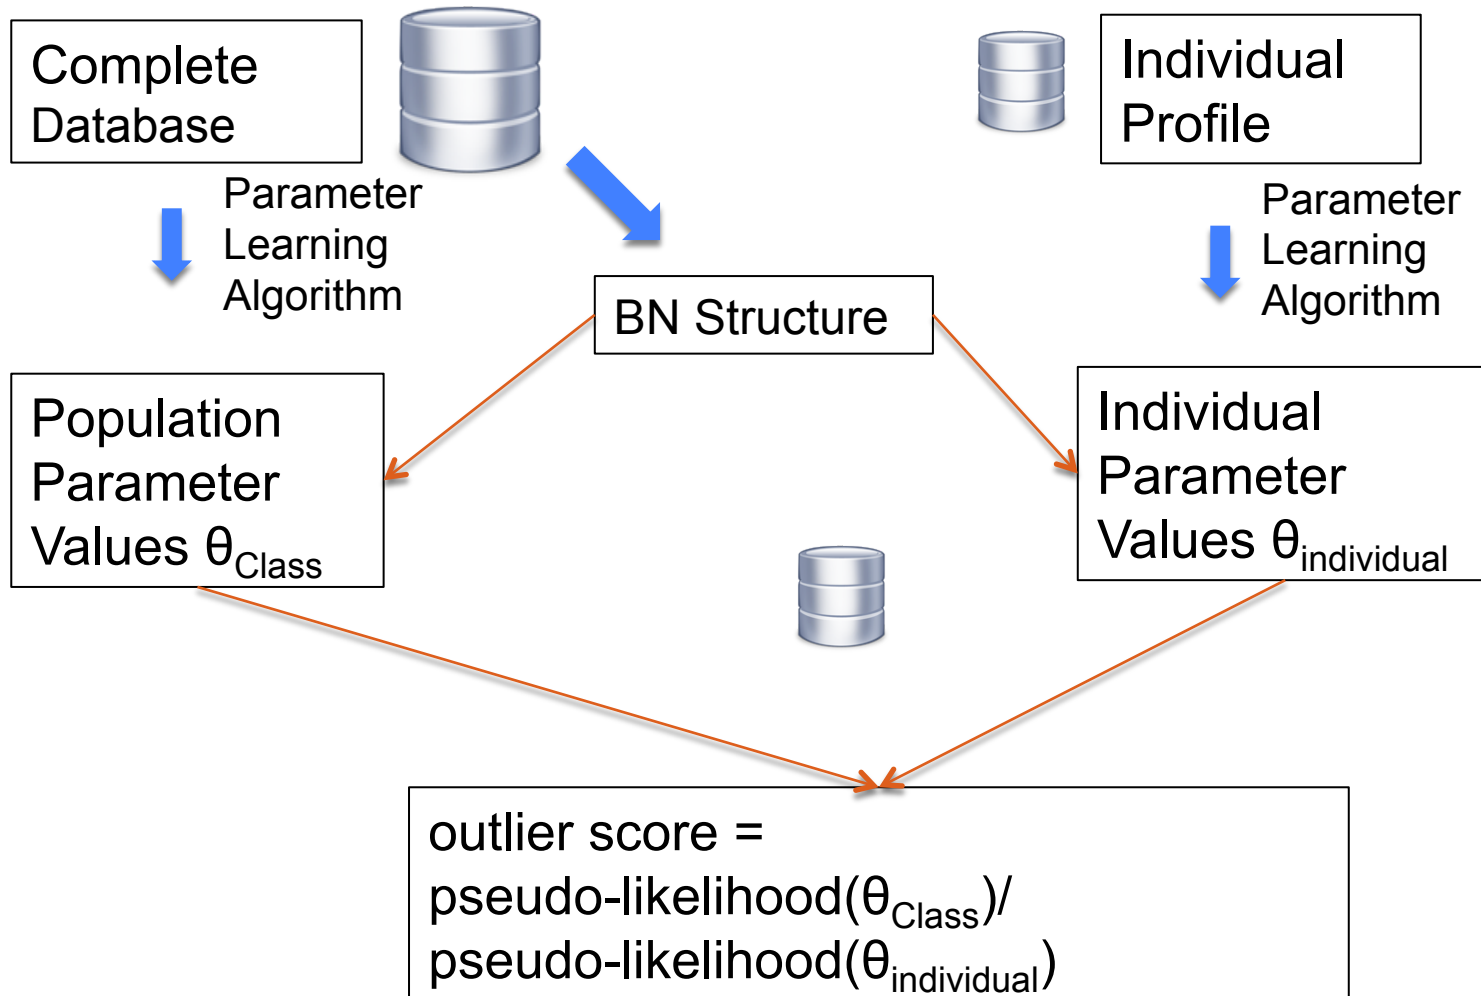 Complete
Database
Individual
Profile
Parameter
Learning
Algorithm
Parameter
Learning
Algorithm
BN Structure
Population
Parameter
Values θClass
Individual
Parameter
Values θindividual
outlier score =
pseudo-likelihood(θClass)/
pseudo-likelihood(θindividual)